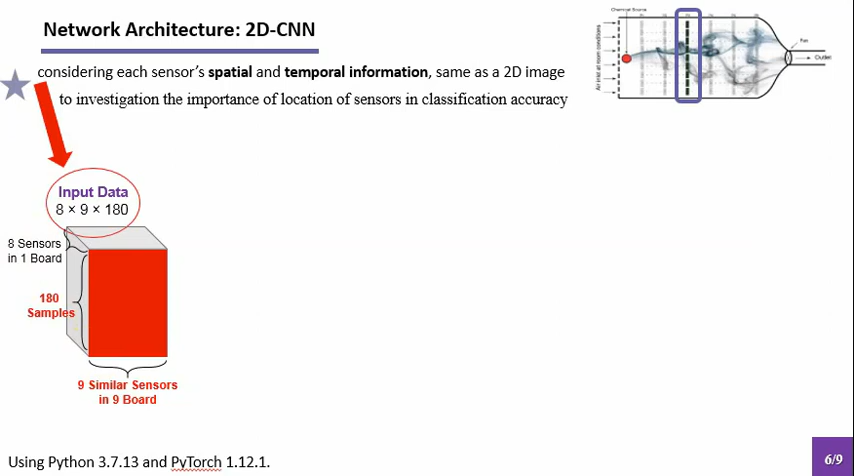 Network Architecture: 2D-CNN
considering each sensor's spatial and temporal information, same as a 2D image
to investigation the importance of location of sensors in classification accuracy
Chemical Source
Air inlet at room conditions
Fan
Outlet
Input Data
8 × 9 × 180
8 Sensors
in 1 Board
180
Samples
9 Similar Sensors
in 9 Board
Using Python 3.7.13 and PyTorch 1.12.1.
6/9